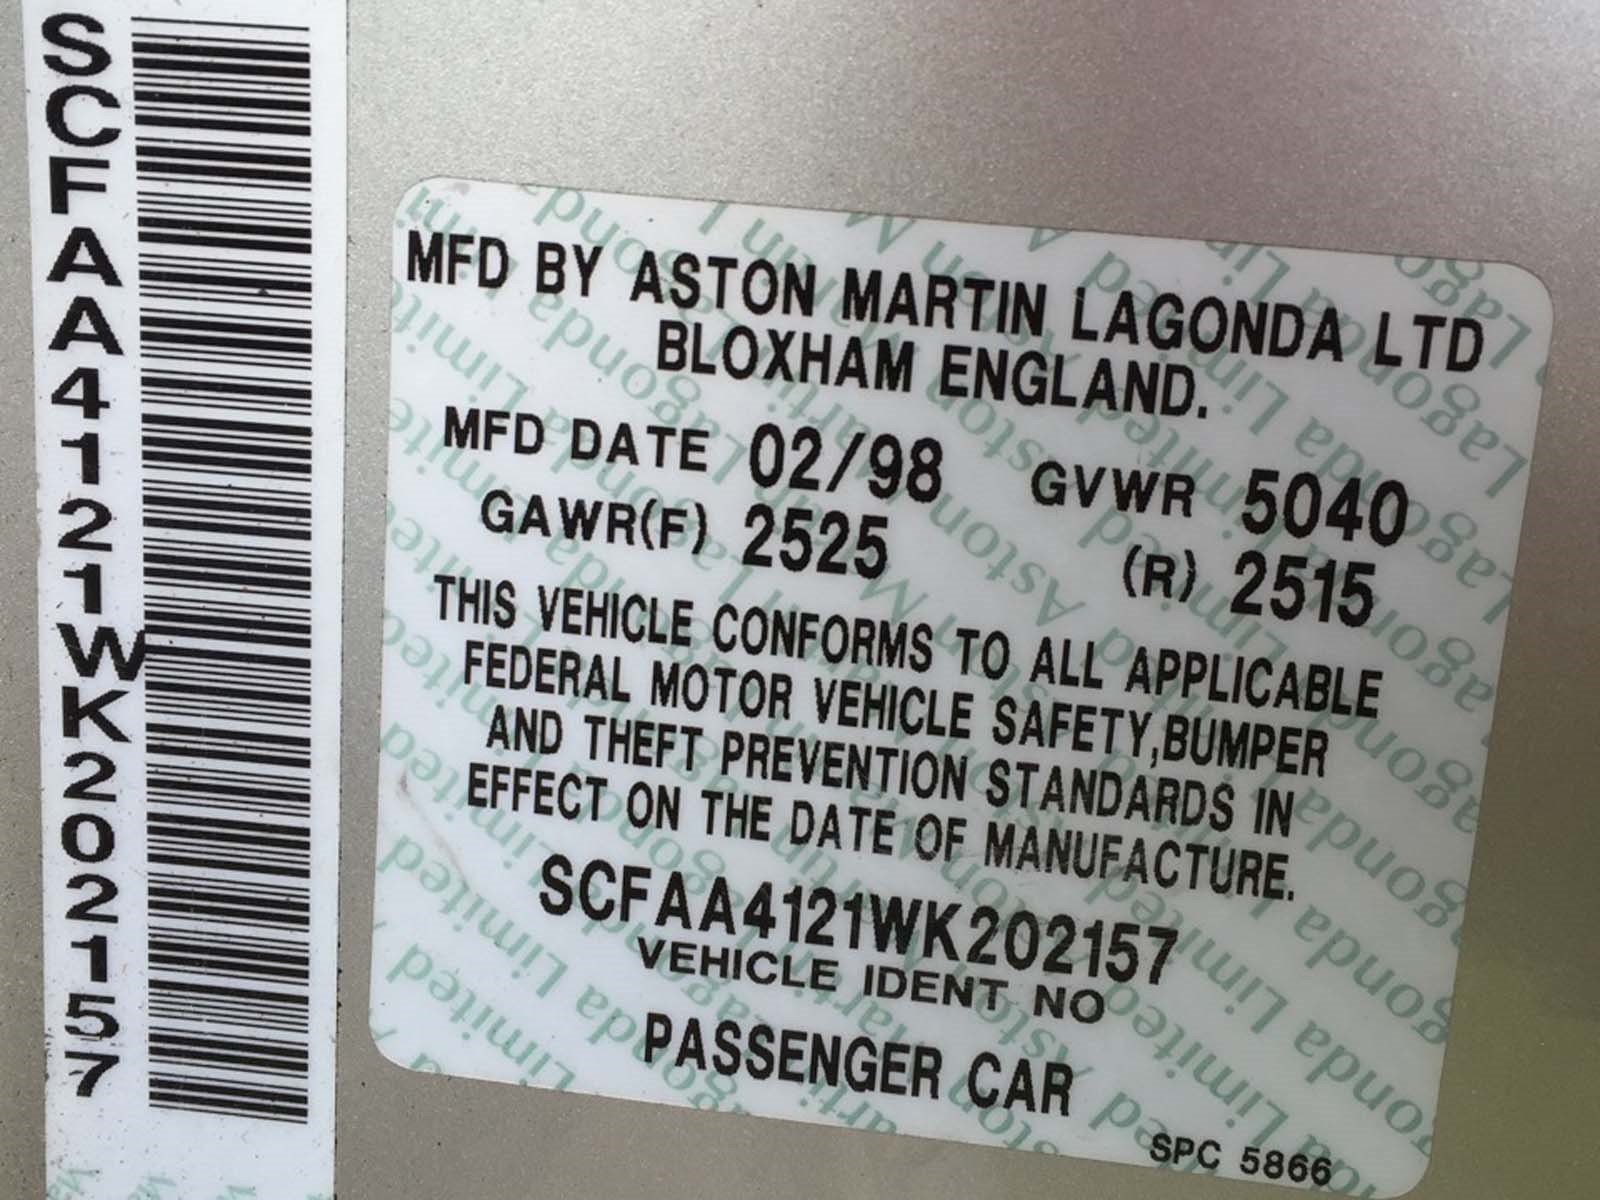 SCFAA4121WK202157
MFD BY ASTON MARTIN LAGONDA LTD
BLOXHAM ENGLAND.
MFD DATE 02/98 GVWR 5040
GAWR(F) 2525 (R) 2515
THIS VEHICLE CONFORMS TO ALL APPLICABLE
FEDERAL MOTOR VEHICLE SAFETY,BUMPER
AND THEFT PREVENTION STANDARDS IN
EFFECT ON THE DATE OF MANUFACTURE.
SCFAA4121WK202157
VEHICLE IDENT NO
PASSENGER CAR
SPC 5866